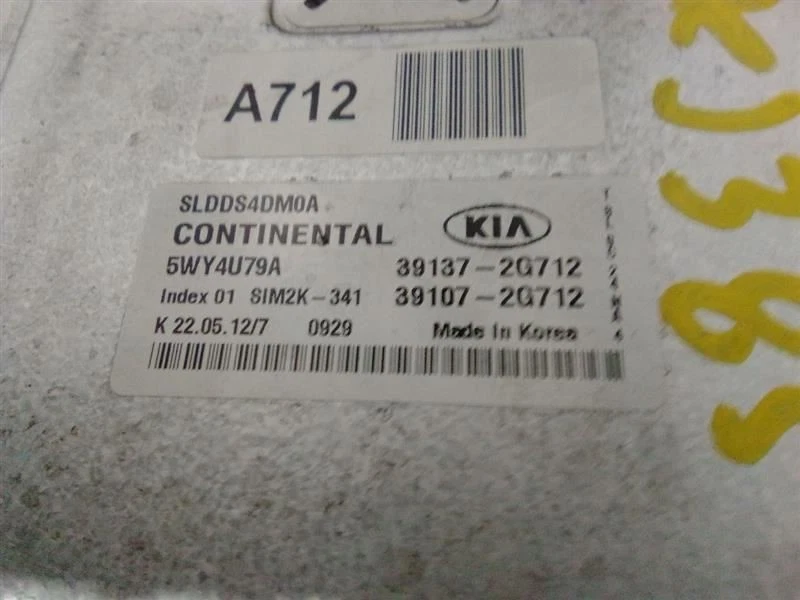 A712
SLDDS4DM0A
CONTINENTAL KIA
5WY4U79A 39137-2G712
Index 01 SIM2K-341 39107-2G712
K 22.05.12/7 0929 Made in Korea